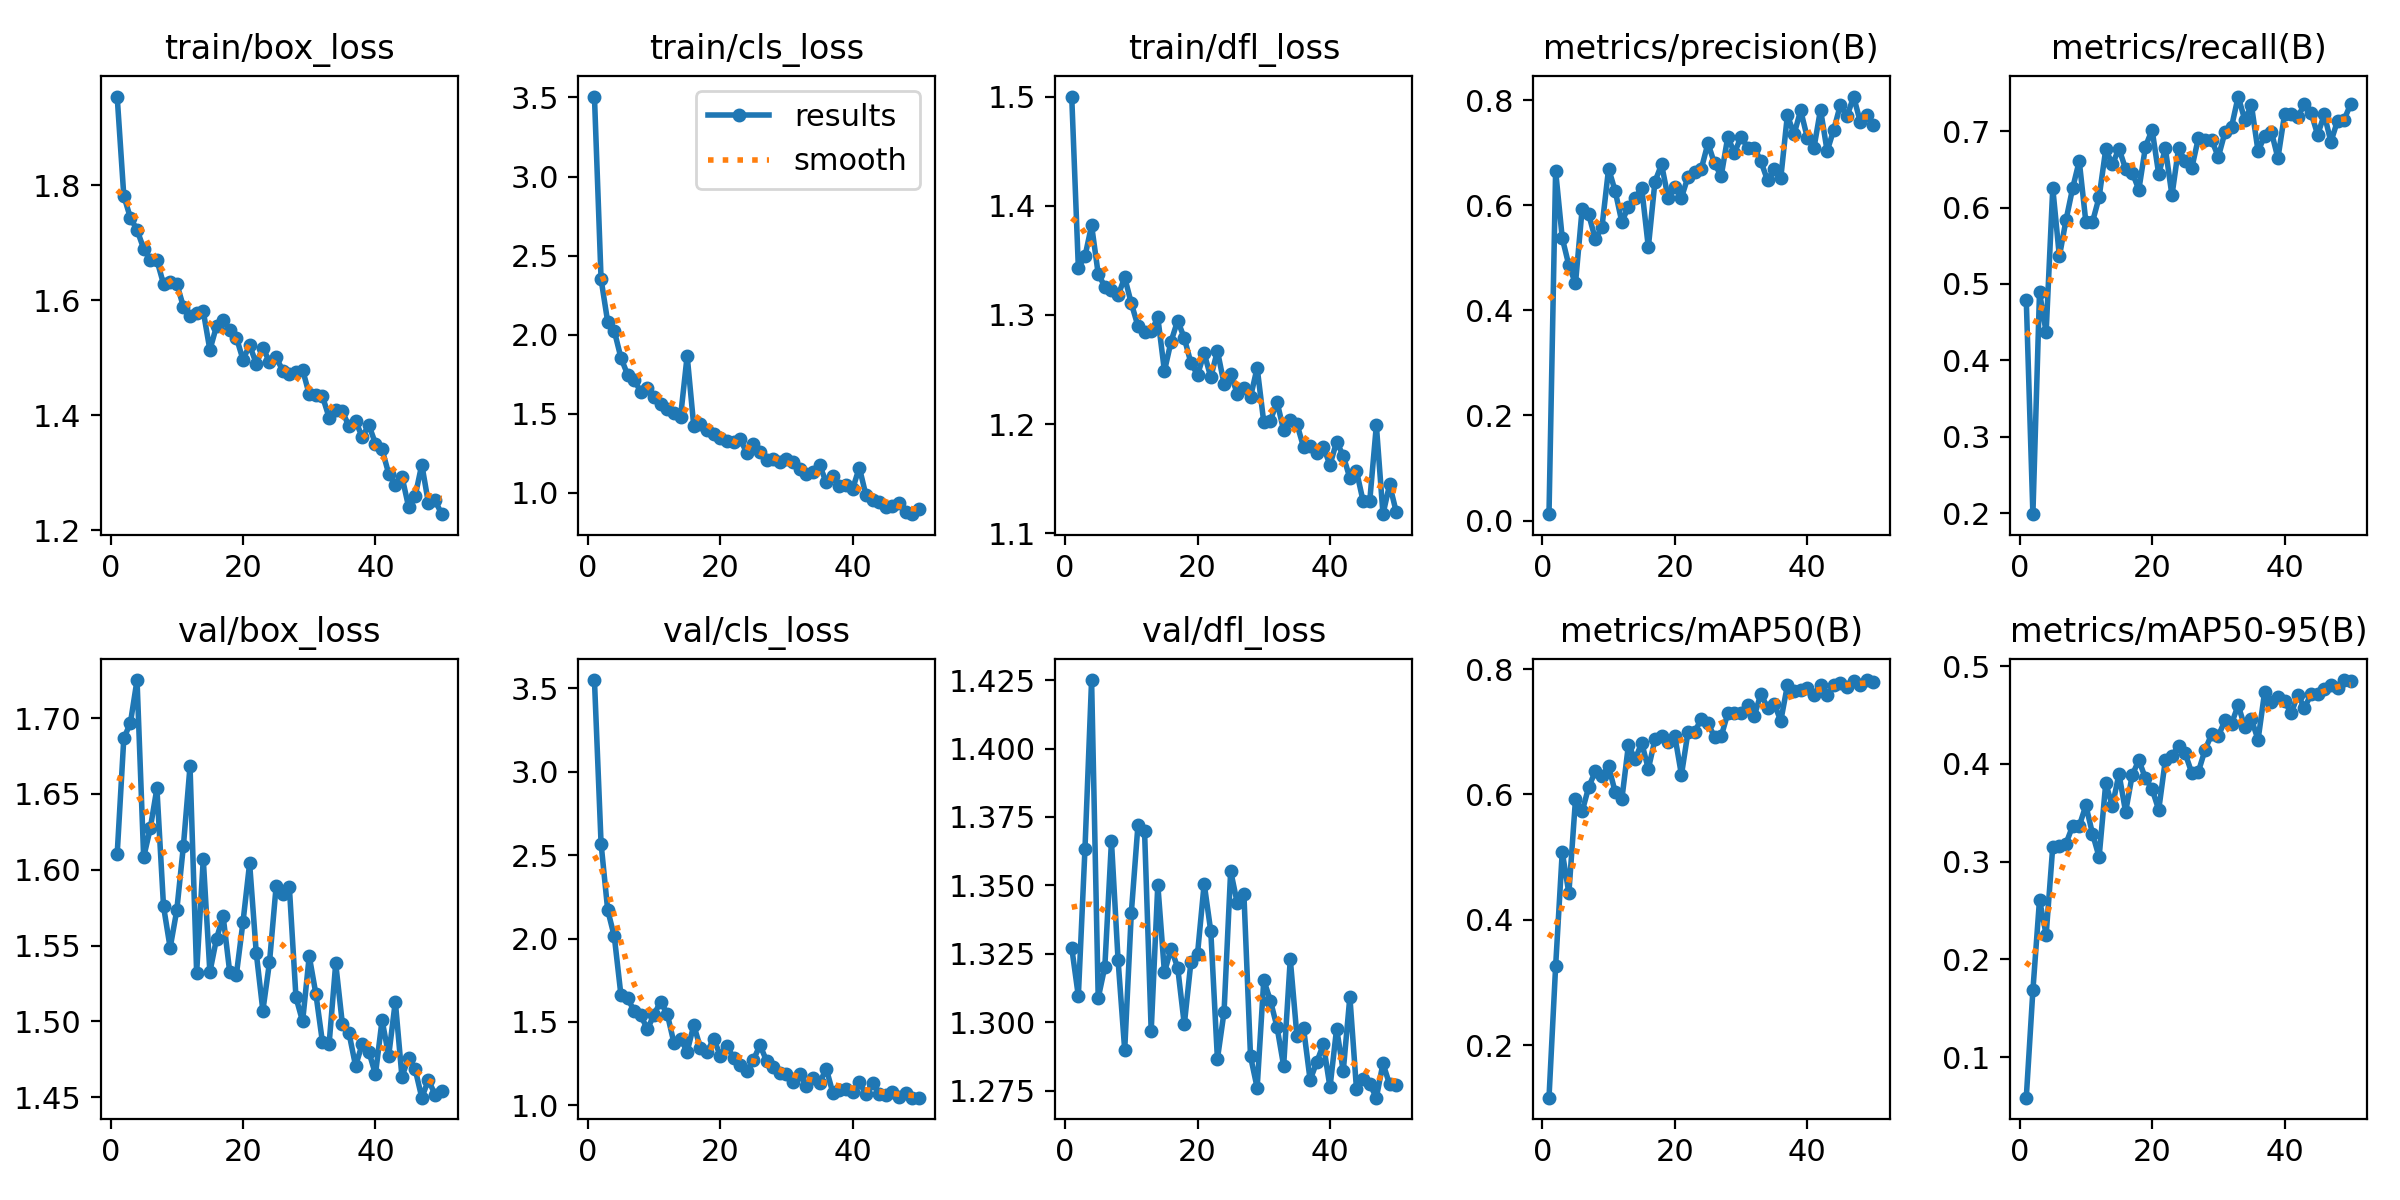 train/box_loss
1.8
1.6
1.4
1.2
0 20 40
train/cls_loss
results
smooth
3.5
3.0
2.5
2.0
1.5
1.0
0 20 40
train/dfl_loss
1.5
1.4
1.3
1.2
1.1
0 20 40
metrics/precision(B)
0.8
0.6
0.4
0.2
0.0
0 20 40
metrics/recall(B)
0.7
0.6
0.5
0.4
0.3
0.2
0 20 40
val/box_loss
1.70
1.65
1.60
1.55
1.50
1.45
0 20 40
val/cls_loss
3.5
3.0
2.5
2.0
1.5
1.0
0 20 40
val/dfl_loss
1.425
1.400
1.375
1.350
1.325
1.300
1.275
0 20 40
metrics/mAP50(B)
0.8
0.6
0.4
0.2
0 20 40
metrics/mAP50-95(B)
0.5
0.4
0.3
0.2
0.1
0 20 40